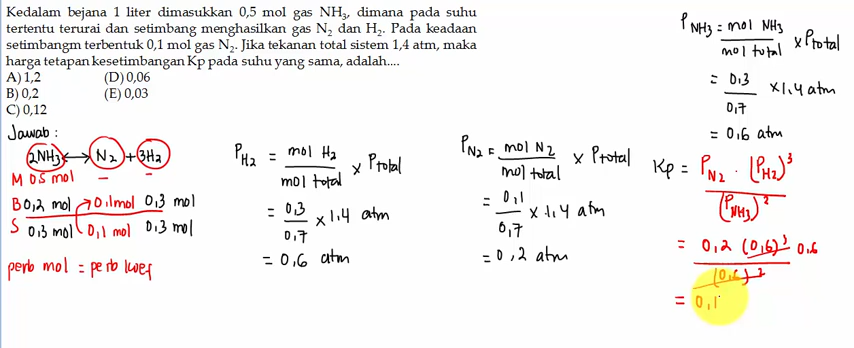 Kedalam bejana 1 liter dimasukkan 0,5 mol gas NH₃, dimana pada suhu
tertentu terurai dan setimbang menghasilkan gas N₂ dan H₂. Pada keadaan
setimbangm terbentuk 0,1 mol gas N₂. Jika tekanan total sistem 1,4 atm, maka
harga tetapan kesetimbangan Kp pada suhu yang sama, adalah....
A) 1,2 (D) 0,06
B) 0,2 (E) 0,03
C) 0,12
Jawab :
2NH₃ ↔ N₂ + 3H₂
M 0.5 mol – –
B 0,2 mol 0,1 mol 0,3 mol
S 0,3 mol 0,1 mol 0,3 mol
perb mol = perb koef
P H₂ = mol H₂ / mol total × Ptotal
= 0,3 / 0,7 × 1.4 atm
= 0,6 atm
P N₂ = mol N₂ / mol total × Ptotal
= 0,1 / 0,7 × 1,4 atm
= 0,2 atm
P NH₃ = mol NH₃ / mol total × Ptotal
= 0,3 / 0,7 × 1,4 atm
= 0,6 atm
Kp = P N₂ . (P H₂)³ / (P NH₃)²
= 0,2 (0,6)³ / (0,6)² 0.6
= 0,1